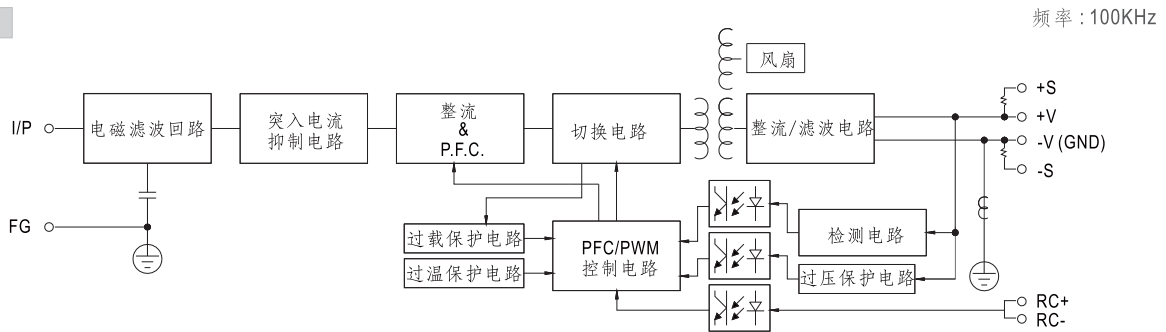 频率 : 100KHz
风扇
I/P
电磁滤波回路
突入电流
抑制电路
整流
&
P.F.C.
切换电路
整流/滤波电路
+S
+V
-V (GND)
-S
FG
过载保护电路
过温保护电路
PFC/PWM
控制电路
检测电路
过压保护电路
RC+
RC-